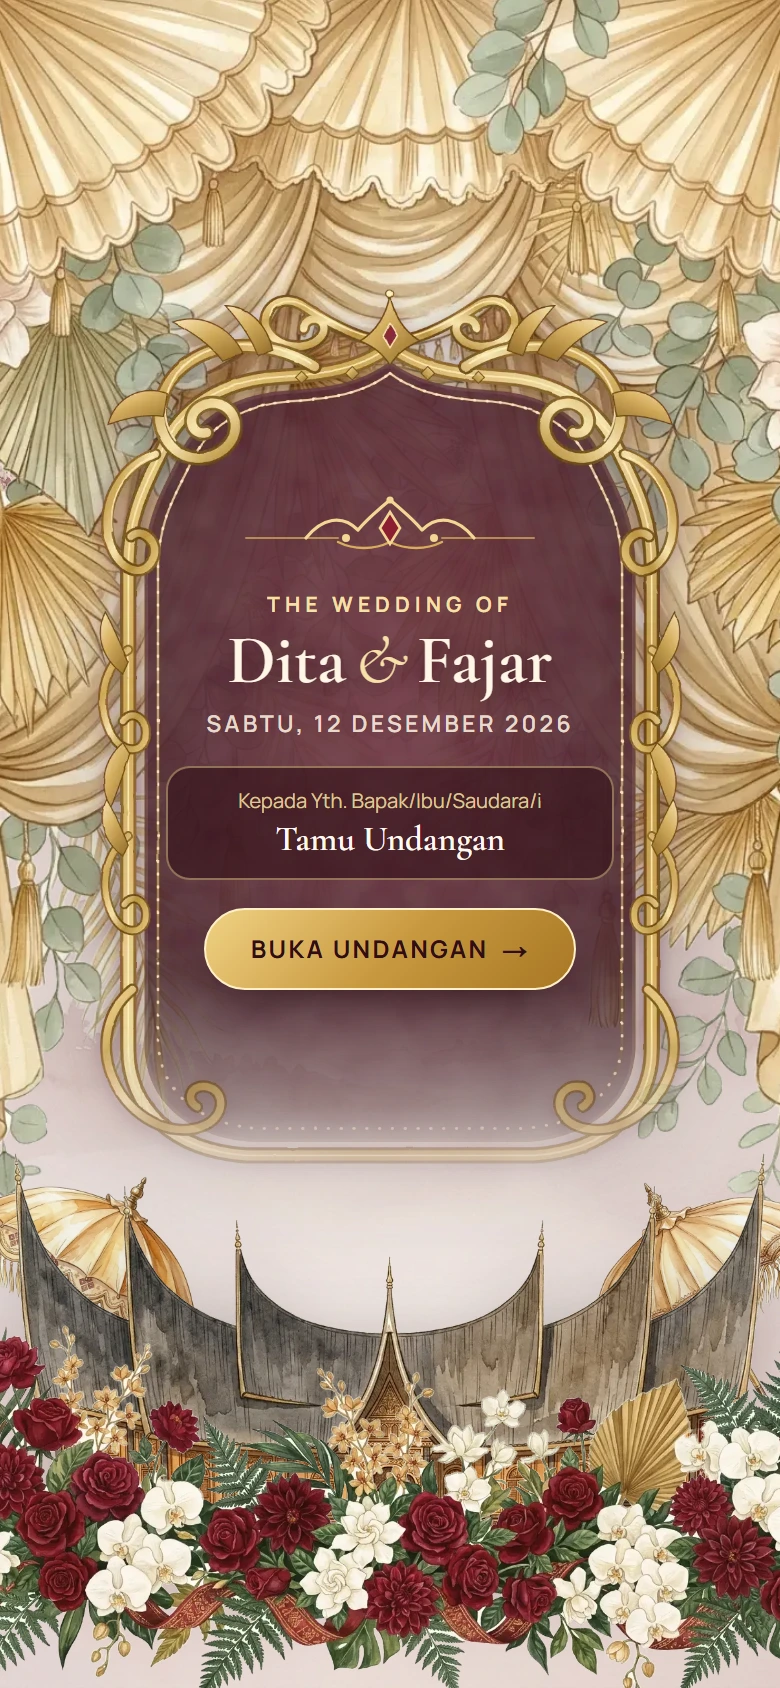 THE WEDDING OF
Dita & Fajar
SABTU, 12 DESEMBER 2026
Kepada Yth. Bapak/Ibu/Saudara/i
Tamu Undangan
BUKA UNDANGAN →